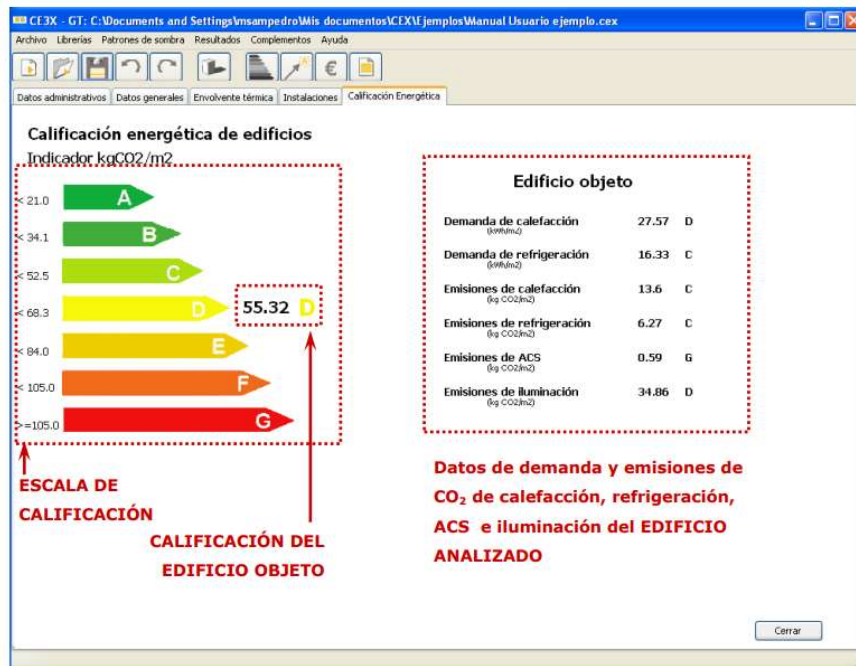 CE3X - GT: C:\Documents and Settings\msampedro\Mis documentos\CEX\Ejemplos\Manual Usuario ejemplo.cex
Archivo Librerías Patrones de sombra Resultados Complementos Ayuda
€
Datos administrativos Datos generales Envolvente térmica Instalaciones Calificación Energética
Calificación energética de edificios
Indicador kgCO2/m2
< 21.0 A
< 34.1 B
< 52.5 C
< 68.3 D 55.32 D
< 84.0 E
< 105.0 F
>=105.0 G
ESCALA DE
CALIFICACIÓN
CALIFICACIÓN DEL
EDIFICIO OBJETO
Edificio objeto
Demanda de calefacción 27.57 D
(kWh/m2)
Demanda de refrigeración 16.33 C
(kWh/m2)
Emisiones de calefacción 13.6 C
(kg CO2/m2)
Emisiones de refrigeración 6.27 C
(kg CO2/m2)
Emisiones de ACS 0.59 G
(kg CO2/m2)
Emisiones de iluminación 34.86 D
(kg CO2/m2)
Datos de demanda y emisiones de
CO₂ de calefacción, refrigeración,
ACS e iluminación del EDIFICIO
ANALIZADO
Cerrar